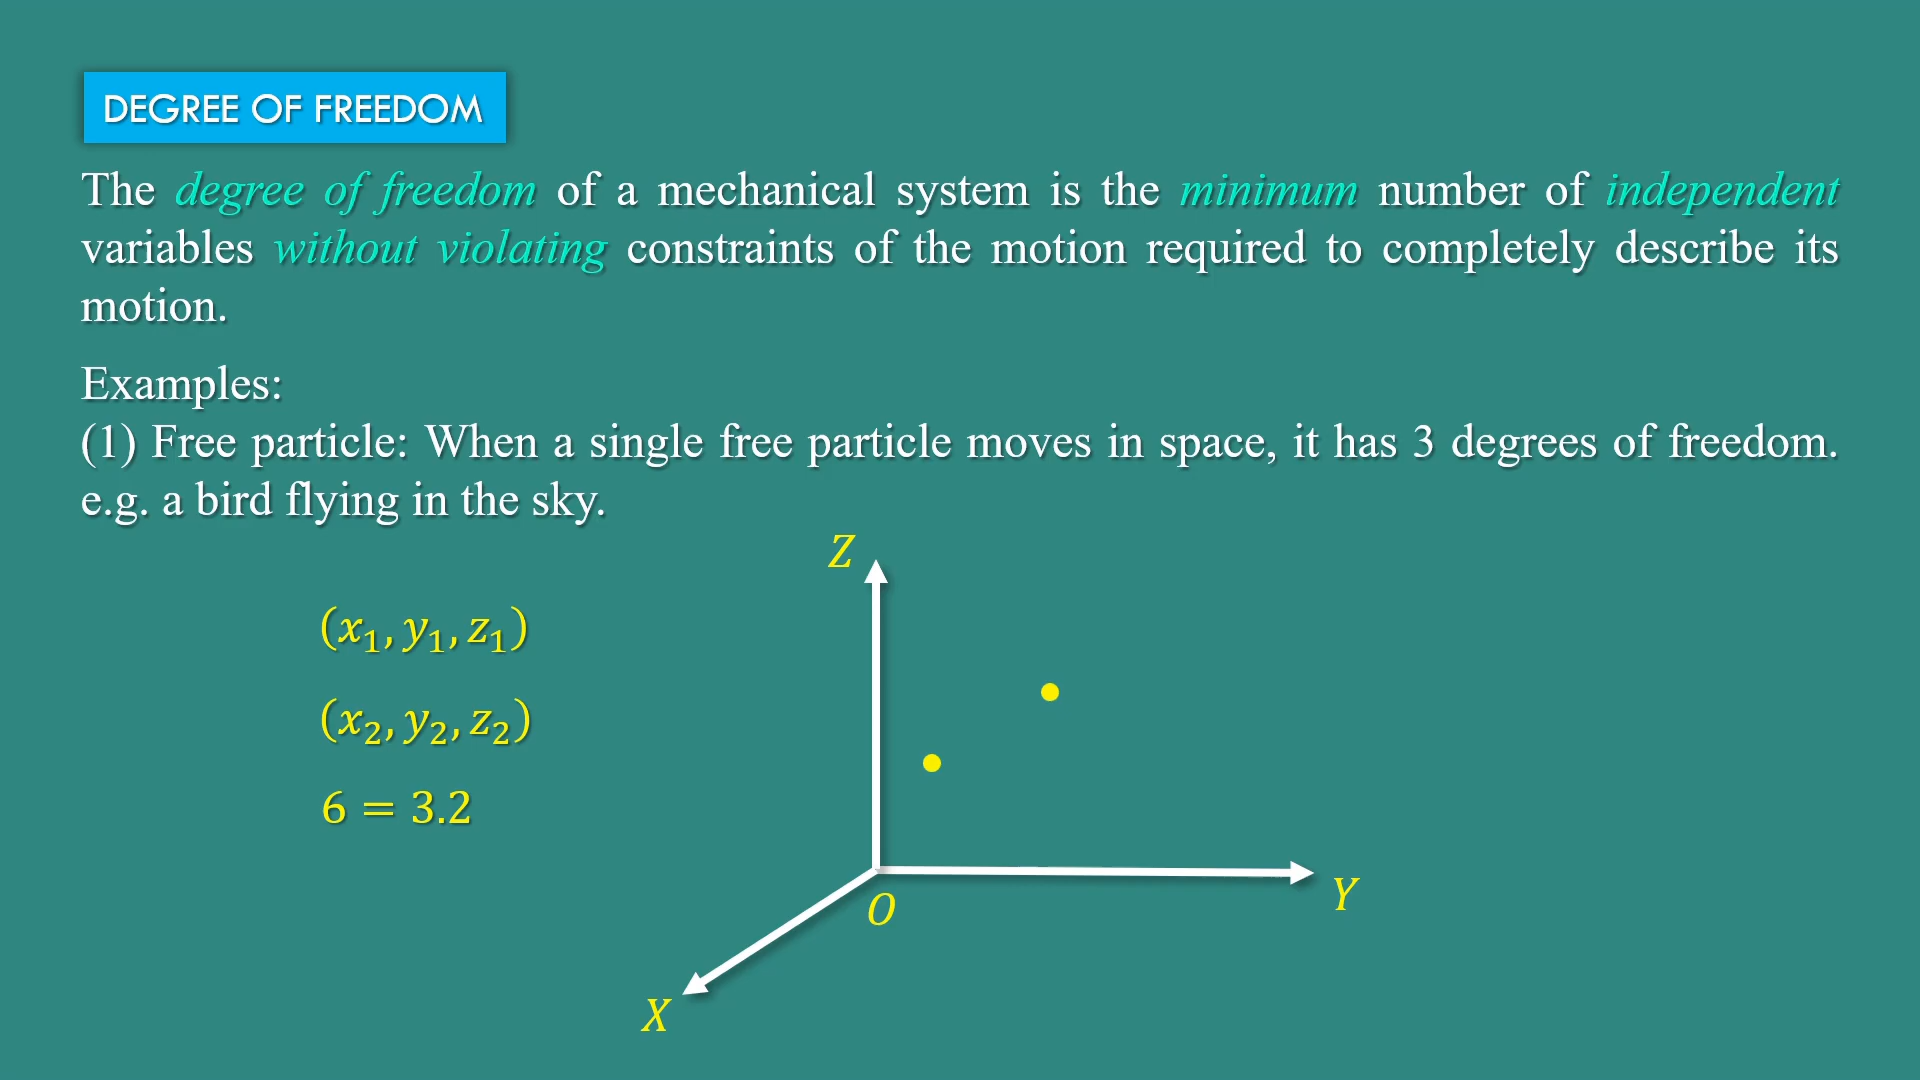 DEGREE OF FREEDOM
The degree of freedom of a mechanical system is the minimum number of independent
variables without violating constraints of the motion required to completely describe its
motion.
Examples:
(1) Free particle: When a single free particle moves in space, it has 3 degrees of freedom.
e.g. a bird flying in the sky.
Z
(x₁, y₁, z₁)
(x₂, y₂, z₂)
6 = 3.2
Y
O
X